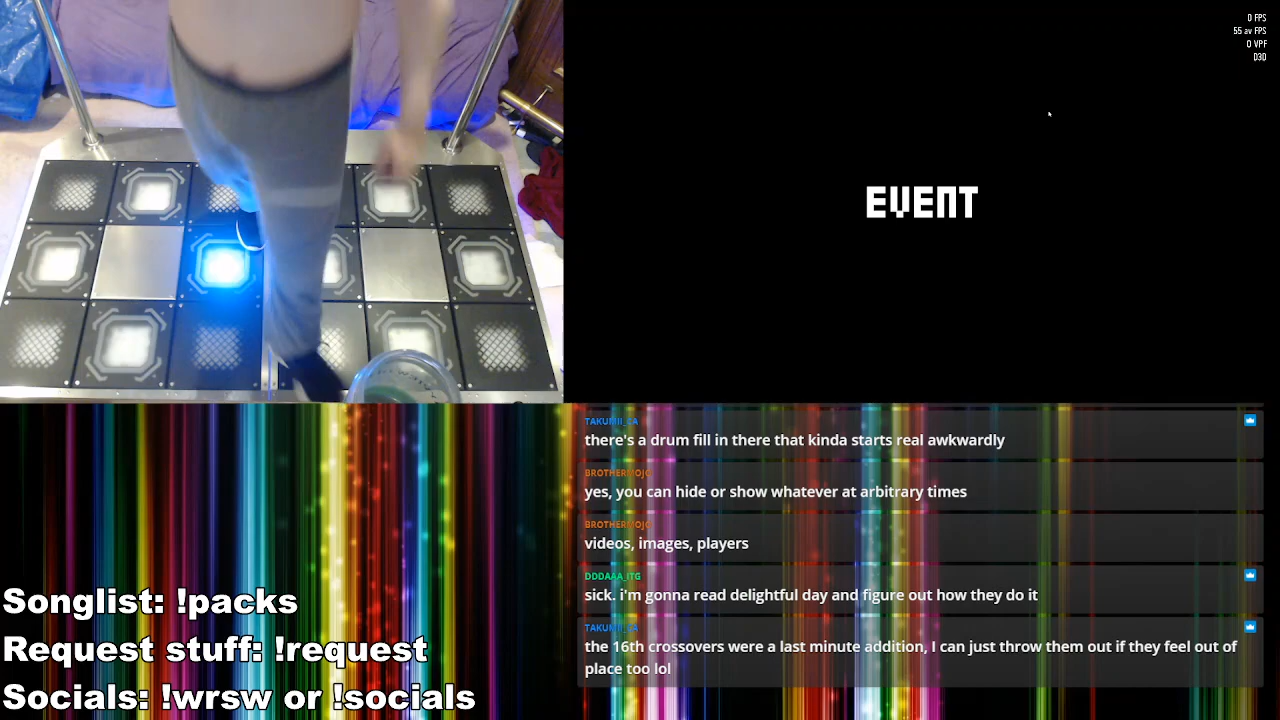 0 FPS
55 av FPS
0 VPF
D3D
EVENT
TAKUMII_CA
there's a drum fill in there that kinda starts real awkwardly
BROTHERMOJO
yes, you can hide or show whatever at arbitrary times
BROTHERMOJO
videos, images, players
DDDAAA_ITG
sick. i'm gonna read delightful day and figure out how they do it
TAKUMII_CA
the 16th crossovers were a last minute addition, I can just throw them out if they feel out of
place too lol
Songlist: !packs
Request stuff: !request
Socials: !wrsw or !socials